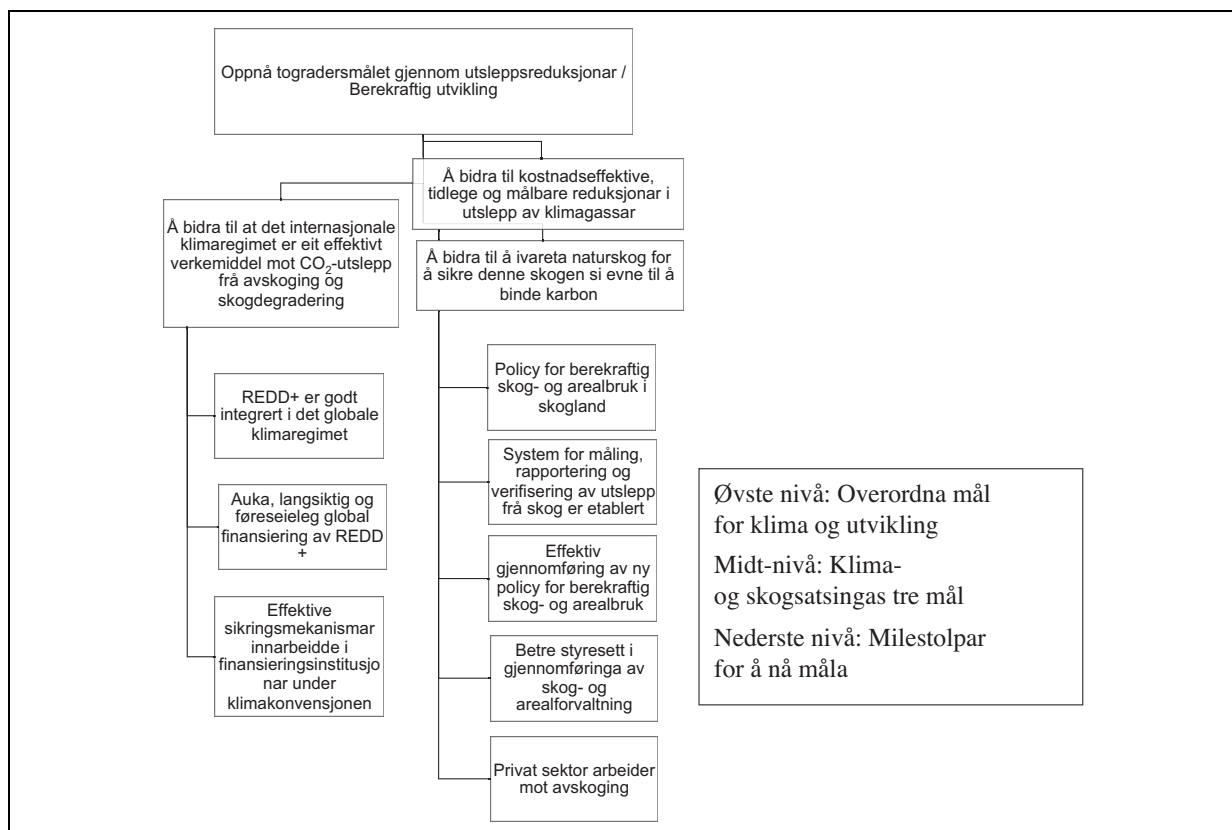 Oppnå togradersmålet gjennom utsleppsreduksjonar /
Berekraftig utvikling
Å bidra til kostnadseffektive,
tidlege og målbare reduksjonar i
utslepp av klimagassar
Å bidra til at det internasjonale
klimaregimet er eit effektivt
verkemiddel mot CO₂-utslepp
frå avskoging og
skogdegradering
Å bidra til å ivareta naturskog for
å sikre denne skogen si evne til å
binde karbon
REDD+ er godt
integrert i det globale
klimaregimet
Auka, langsiktig og
føreseieleg global
finansiering av REDD
+
Effektive
sikringsmekanismar
innarbeidde i
finansieringsinstitusjo
nar under
klimakonvensjonen
Policy for berekraftig
skog- og arealbruk i
skogland
System for måling,
rapportering og
verifisering av utslepp
frå skog er etablert
Effektiv
gjennomføring av ny
policy for berekraftig
skog- og arealbruk
Betre styresett i
gjennomføringa av
skog- og
arealforvaltning
Privat sektor arbeider
mot avskoging
Øvste nivå: Overordna mål
for klima og utvikling
Midt-nivå: Klima-
og skogsatsingas tre mål
Nederste nivå: Milestolpar
for å nå måla